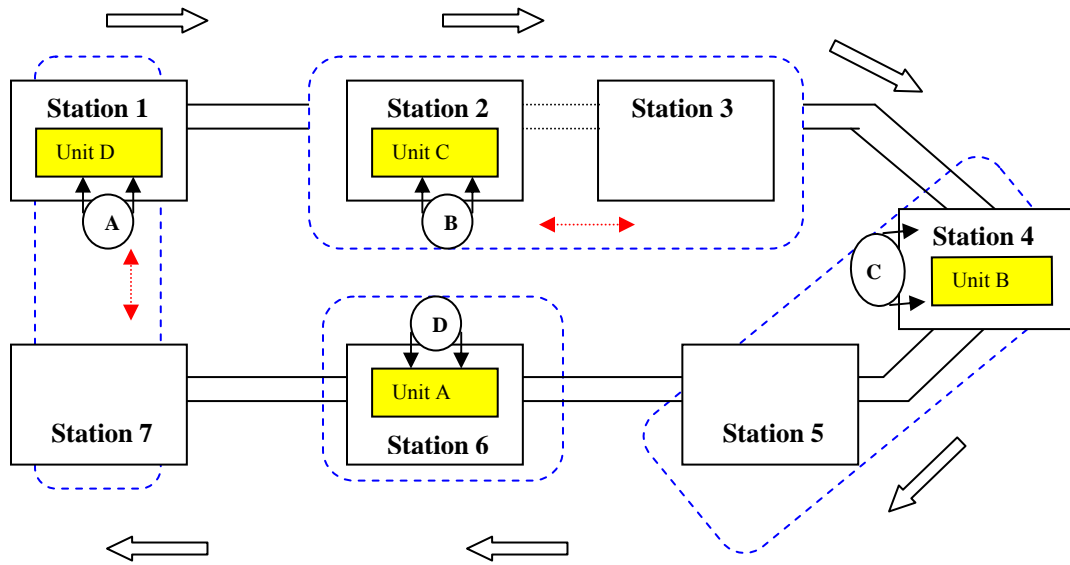 Station 1
Unit D
A
Station 2
Unit C
B
Station 3
Station 4
Unit B
C
Station 5
D
Unit A
Station 6
Station 7